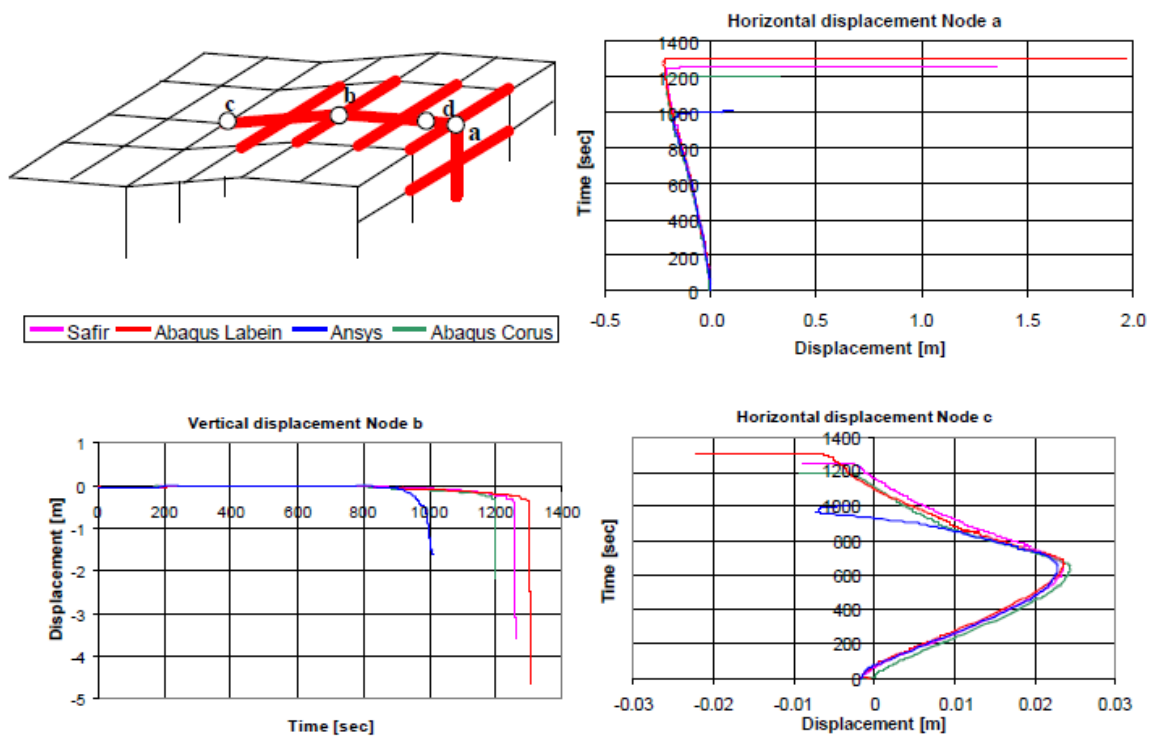 c
b
d
a
Safir
Abaqus Labein
Ansys
Abaqus Corus
Horizontal displacement Node a
1400
1200
1000
800
600
400
200
0
Time [sec]
-0.5
0.0
0.5
1.0
1.5
2.0
Displacement [m]
Vertical displacement Node b
1
0
-1
-2
-3
-4
-5
Displacement [m]
0
200
400
600
800
1000
1200
1400
Time [sec]
Horizontal displacement Node c
1400
1200
1000
800
600
400
200
0
Time [sec]
-0.03
-0.02
-0.01
0
0.01
0.02
0.03
Displacement [m]